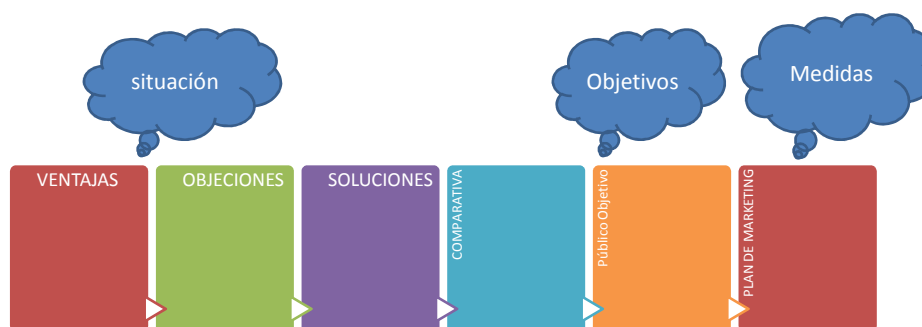 situación
Objetivos
Medidas
VENTAJAS
OBJECIONES
SOLUCIONES
COMPARATIVA
Público Objetivo
PLAN DE MARKETING